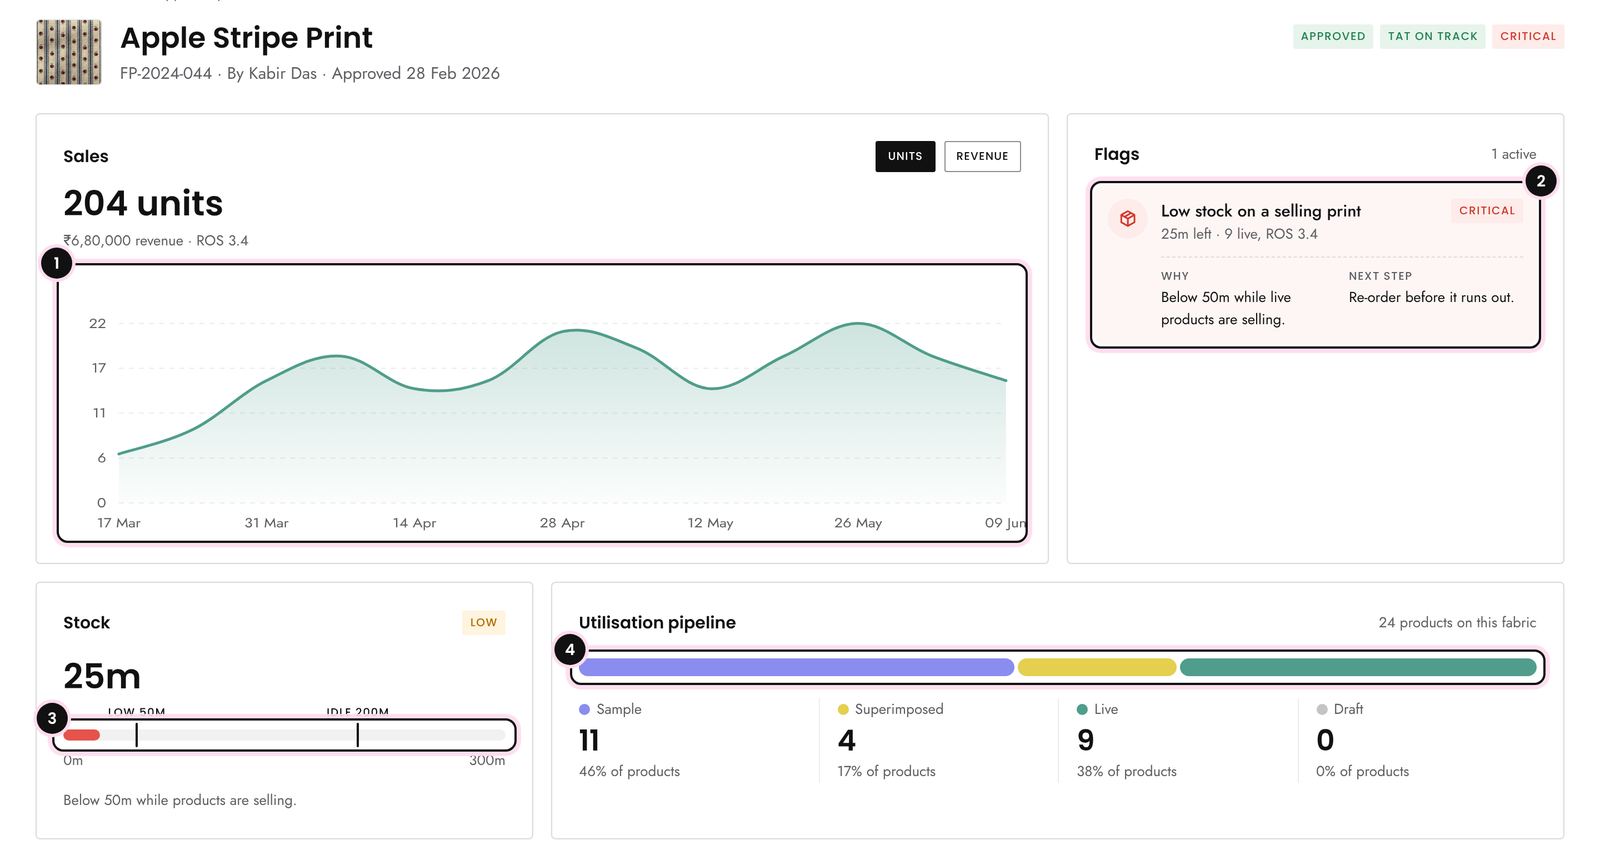 Apple Stripe Print
FP-2024-044 · By Kabir Das · Approved 28 Feb 2026
APPROVED
TAT ON TRACK
CRITICAL
Sales
UNITS
REVENUE
204 units
₹6,80,000 revenue · ROS 3.4
1
22
17
11
6
0
17 Mar
31 Mar
14 Apr
28 Apr
12 May
26 May
09 Jun
Flags
1 active
2
Low stock on a selling print
CRITICAL
25m left · 9 live, ROS 3.4
WHY
NEXT STEP
Below 50m while live
products are selling.
Re-order before it runs out.
Stock
LOW
25m
LOW 50M
IDLE 200M
3
0m
300m
Below 50m while products are selling.
Utilisation pipeline
24 products on this fabric
4
Sample
11
46% of products
Superimposed
4
17% of products
Live
9
38% of products
Draft
0
0% of products